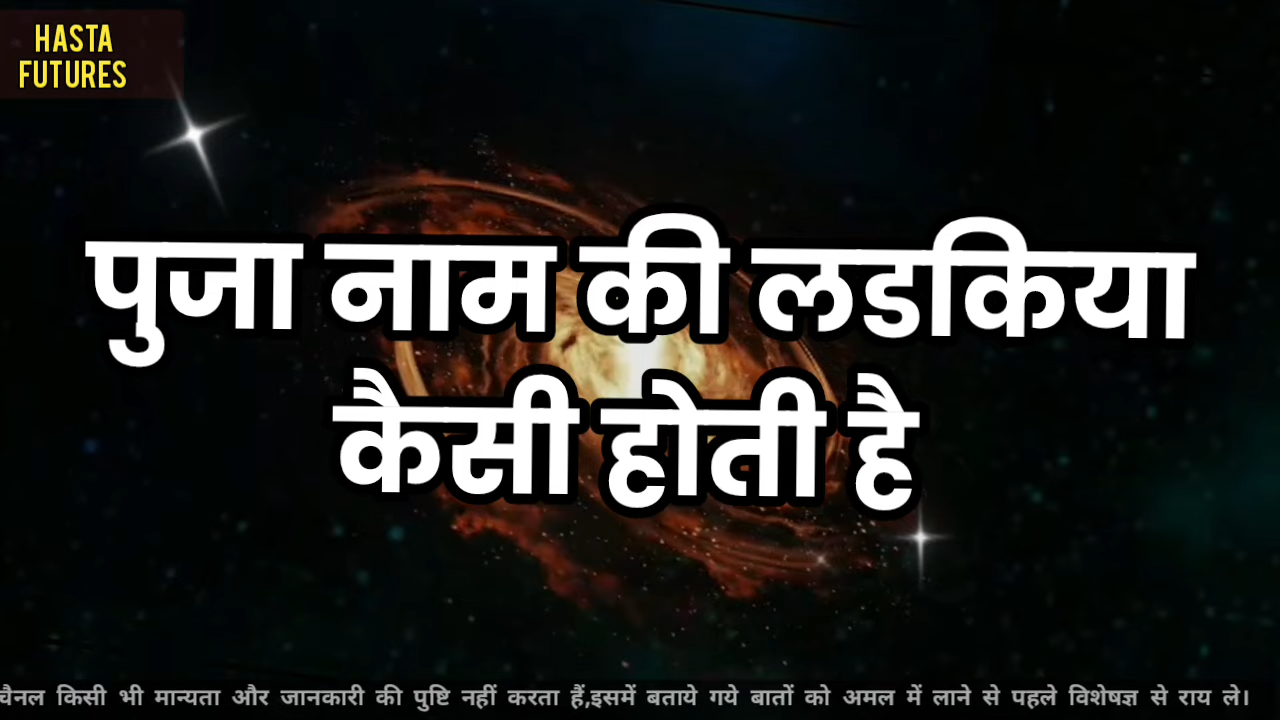 HASTA
FUTURES
पुजा नाम की लडकिया
कैसी होती है
चैनल किसी भी मान्यता और जानकारी की पुष्टि नहीं करता हैं,इसमें बताये गये बातों को अमल में लाने से पहले विशेषज्ञ से राय ले।